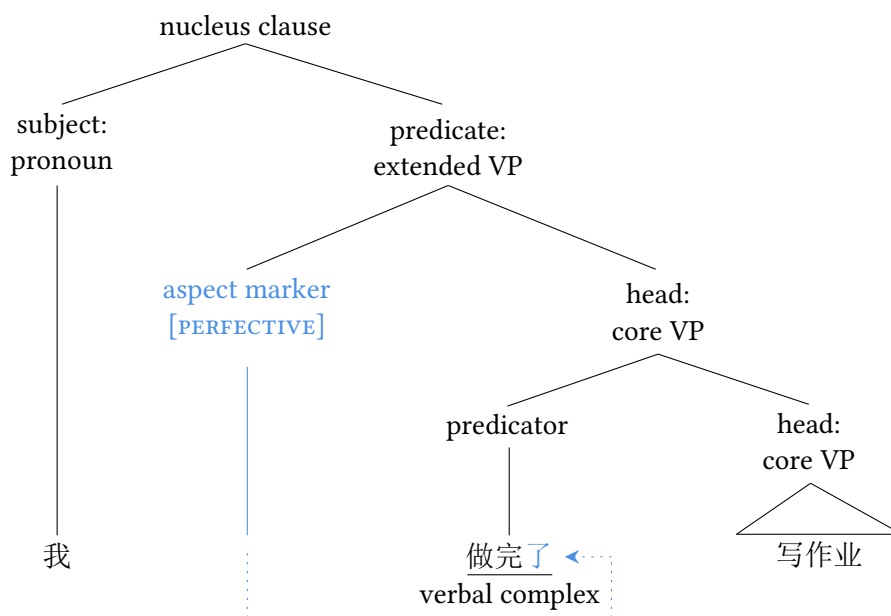 nucleus clause
subject:
pronoun
predicate:
extended VP
aspect marker
[PERFECTIVE]
head:
core VP
predicator
head:
core VP
我
做完了
写作业
verbal complex